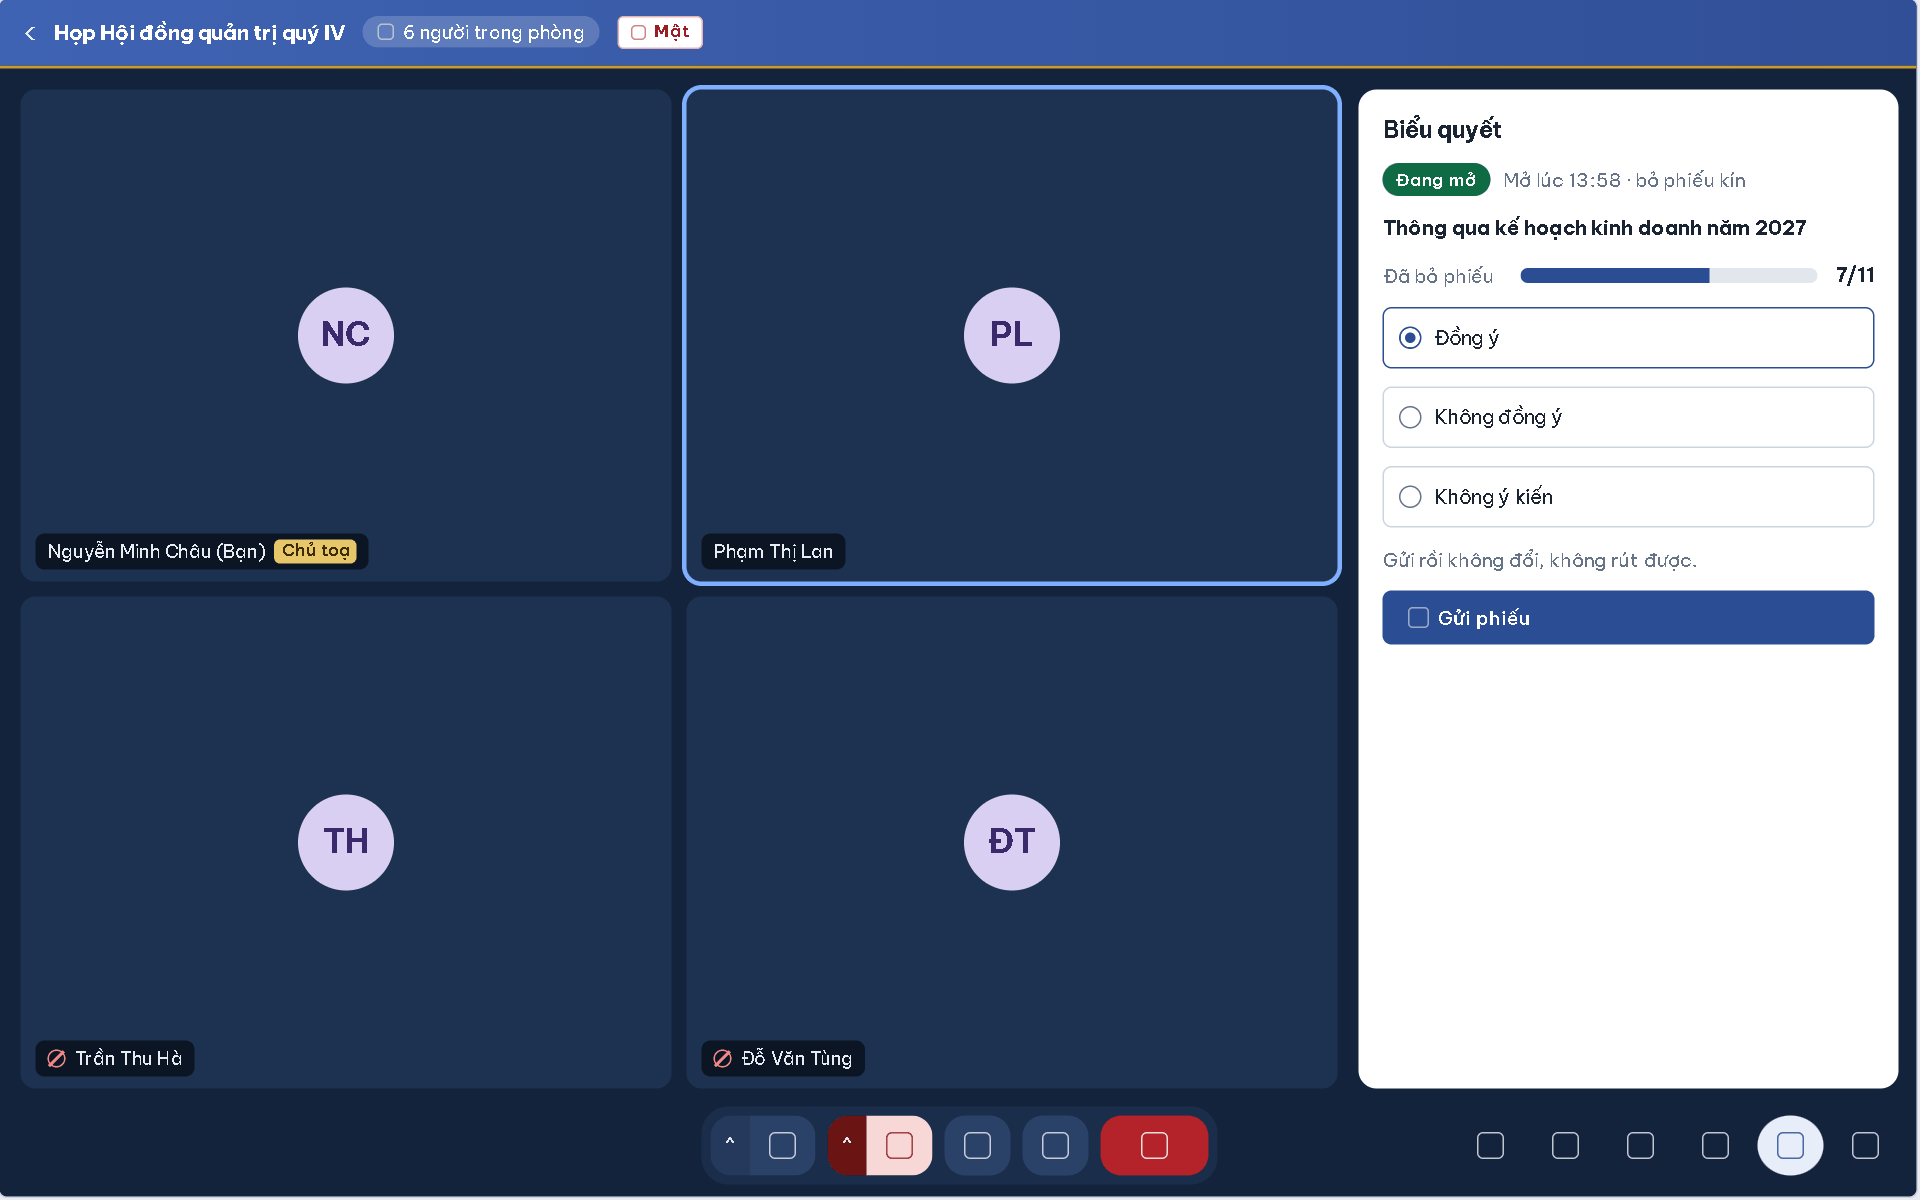 Họp Hội đồng quản trị quý IV
6 người trong phòng
Mật
NC
Nguyễn Minh Châu (Bạn) Chủ toạ
PL
Phạm Thị Lan
TH
Trần Thu Hà
ĐT
Đỗ Văn Tùng
Biểu quyết
Đang mở Mở lúc 13:58 · bỏ phiếu kín
Thông qua kế hoạch kinh doanh năm 2027
Đã bỏ phiếu 7/11
Đồng ý
Không đồng ý
Không ý kiến
Gửi rồi không đổi, không rút được.
Gửi phiếu